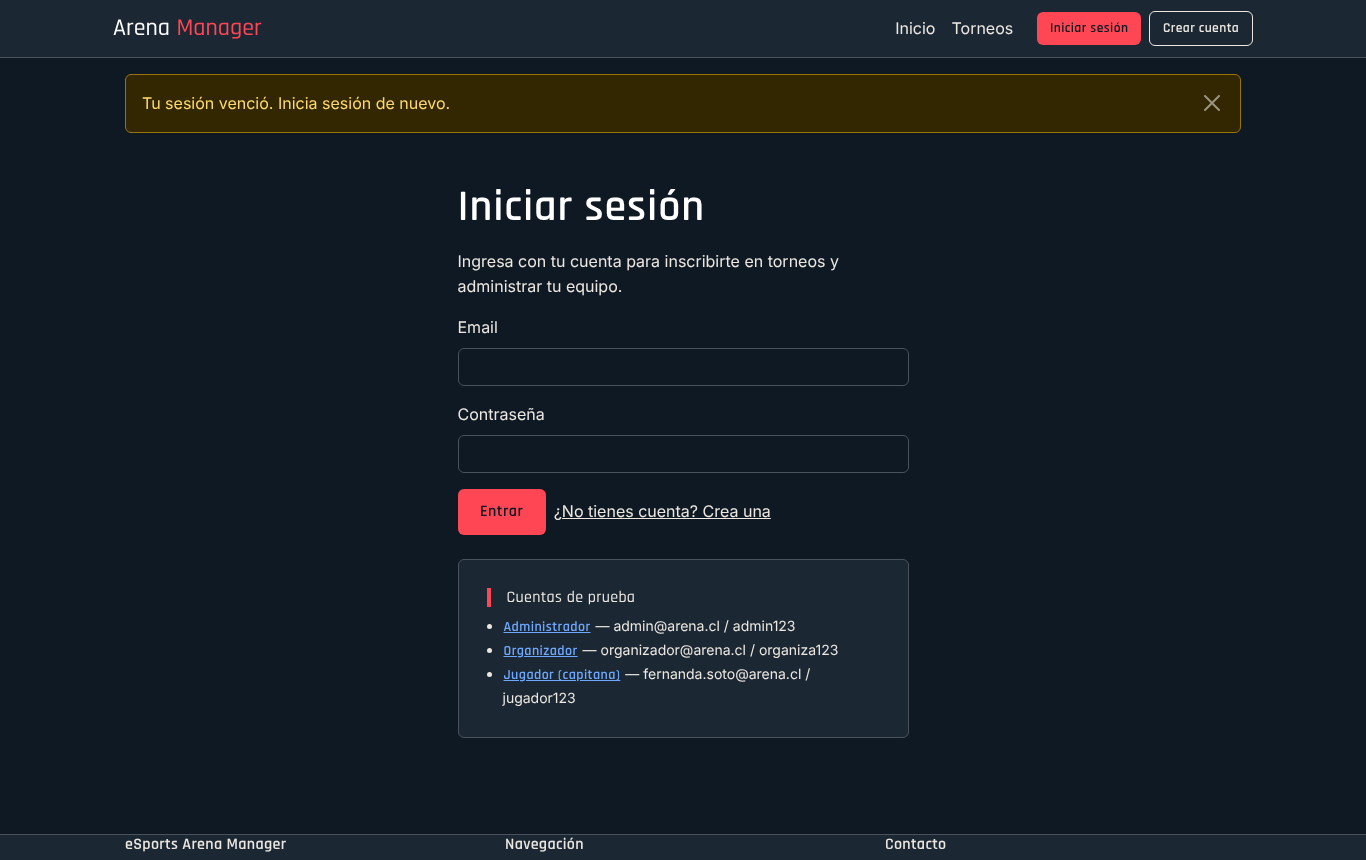 Arena Manager
Inicio
Torneos
Iniciar sesión
Crear cuenta
Tu sesión venció. Inicia sesión de nuevo.
Iniciar sesión
Ingresa con tu cuenta para inscribirte en torneos y
administrar tu equipo.
Email
Contraseña
Entrar
¿No tienes cuenta? Crea una
Cuentas de prueba
Administrador — admin@arena.cl / admin123
Organizador — organizador@arena.cl / organiza123
Jugador (capitana) — fernanda.soto@arena.cl /
jugador123
eSports Arena Manager
Navegación
Contacto